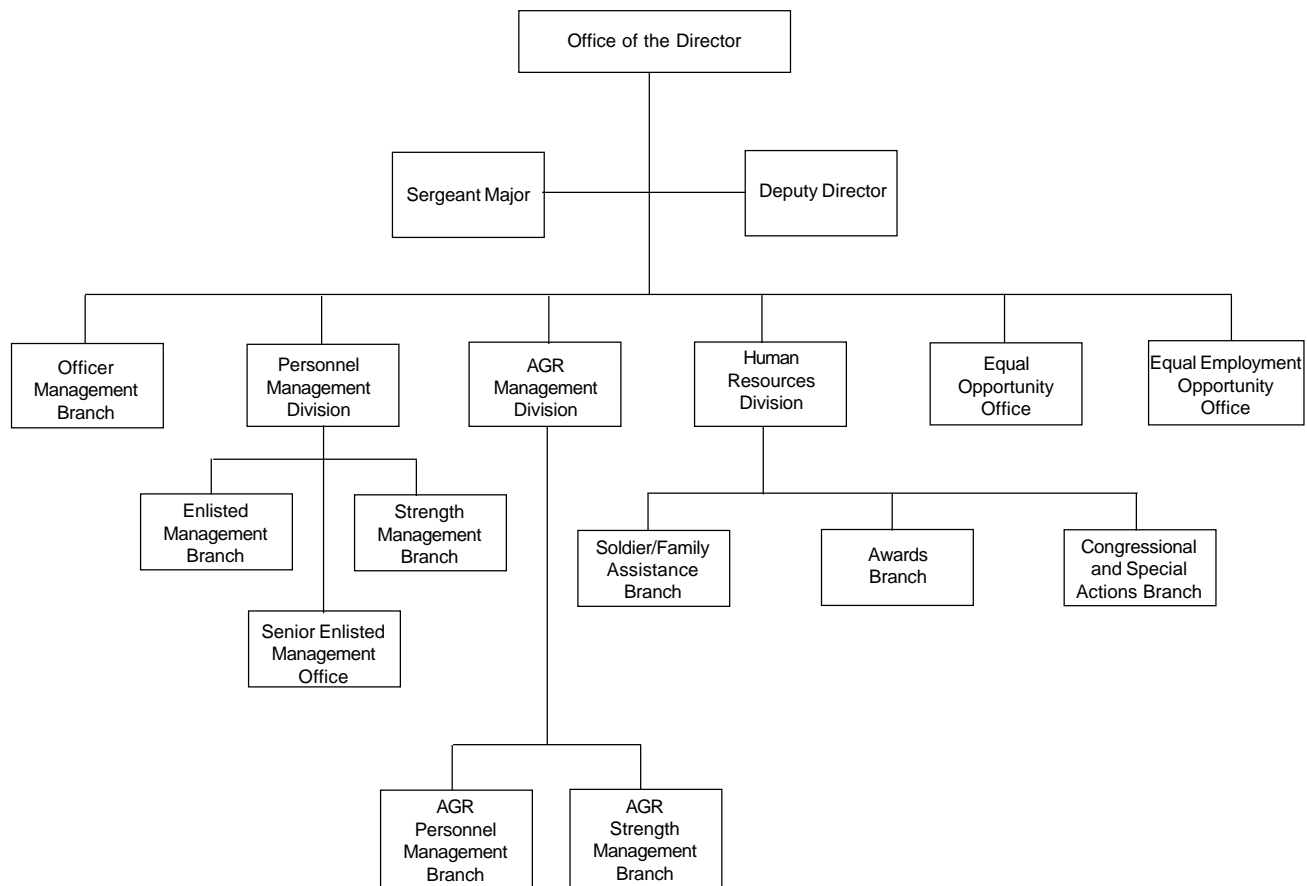 Office of the Director
Sergeant Major
Deputy Director
Officer
Management
Branch
Personnel
Management
Division
AGR
Management
Division
Human
Resources
Division
Equal
Opportunity
Office
Equal Employment
Opportunity
Office
Enlisted
Management
Branch
Strength
Management
Branch
Senior Enlisted
Management
Office
Soldier/Family
Assistance
Branch
Awards
Branch
Congressional
and Special
Actions Branch
AGR
Personnel
Management
Branch
AGR
Strength
Management
Branch